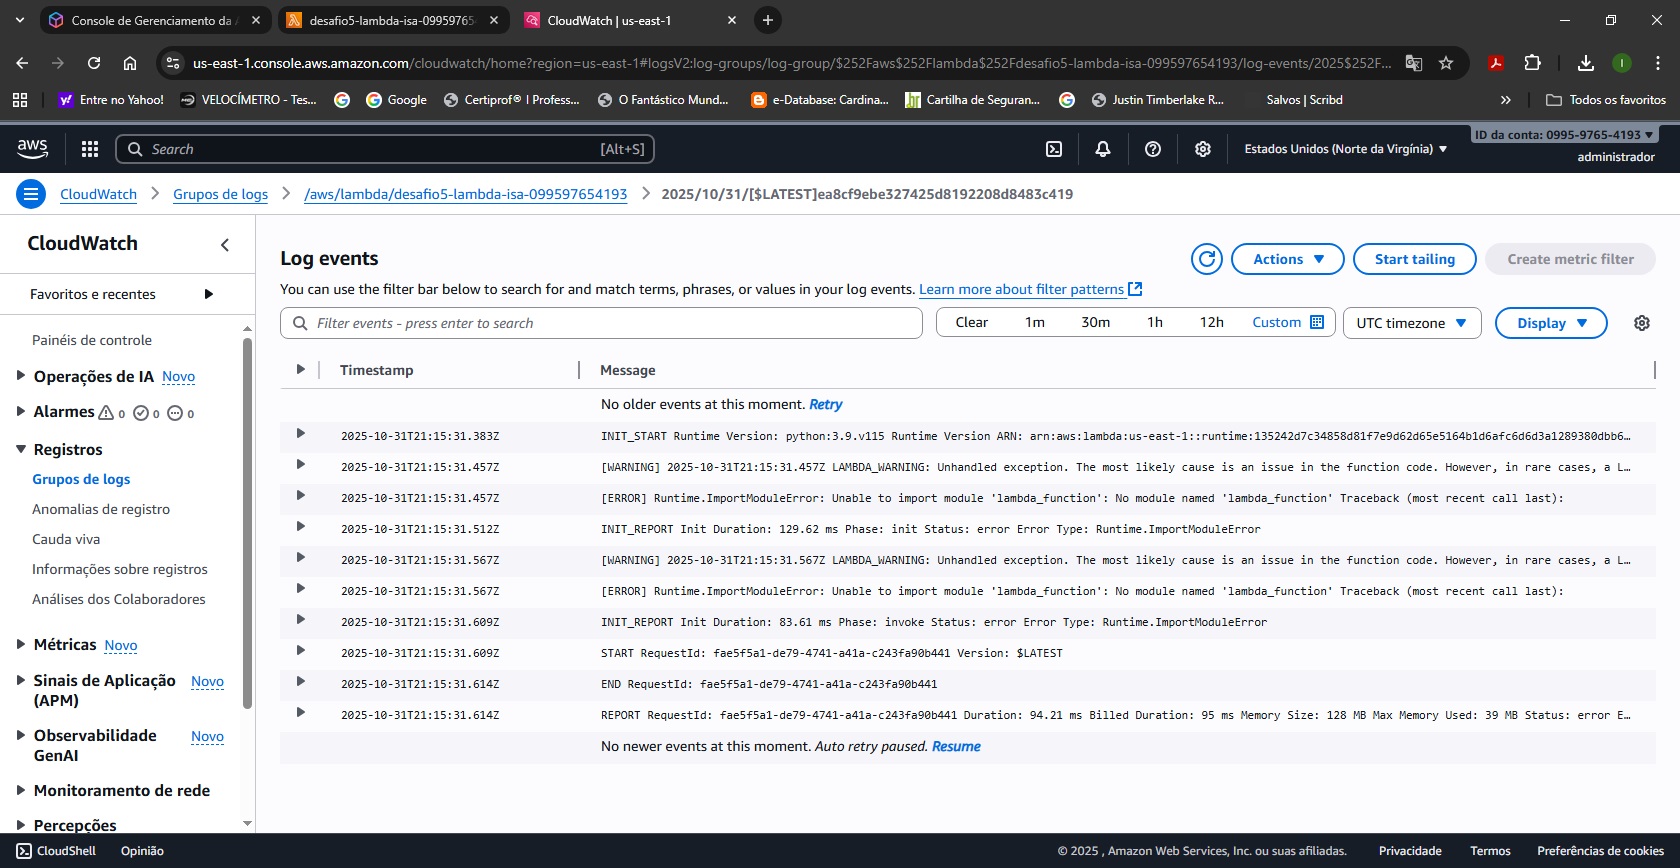 Console de Gerenciamento da A
desafio5-lambda-isa-09959765
CloudWatch | us-east-1
us-east-1.console.aws.amazon.com/cloudwatch/home?region=us-east-1#logsV2:log-groups/log-group/$252Faws$252Flambda$252Fdesafio5-lambda-isa-099597654193/log-events/2025$252F...
Entre no Yahoo!
VELOCÍMETRO - Tes...
Google
Certiprof® I Profess...
O Fantástico Mund...
e-Database: Cardina...
Cartilha de Seguran...
Justin Timberlake R...
Salvos | Scribd
Todos os favoritos
aws
Search
[Alt+S]
Estados Unidos (Norte da Virgínia)
ID da conta: 0995-9765-4193
administrador
CloudWatch
Grupos de logs
/aws/lambda/desafio5-lambda-isa-099597654193
2025/10/31/[$LATEST]ea8cf9ebe327425d8192208d8483c419
CloudWatch
Favoritos e recentes
Painéis de controle
Operações de IA Novo
Alarmes 0 0 0
Registros
Grupos de logs
Anomalias de registro
Cauda viva
Informações sobre registros
Análises dos Colaboradores
Métricas Novo
Sinais de Aplicação Novo
(APM)
Observabilidade Novo
GenAI
Monitoramento de rede
Percepções
Log events
Actions
Start tailing
Create metric filter
You can use the filter bar below to search for and match terms, phrases, or values in your log events. Learn more about filter patterns
Filter events - press enter to search
Clear 1m 30m 1h 12h Custom
UTC timezone
Display
Timestamp Message
No older events at this moment. Retry
2025-10-31T21:15:31.383Z INIT_START Runtime Version: python:3.9.v115 Runtime Version ARN: arn:aws:lambda:us-east-1::runtime:135242d7c34858d81f7e9d62d65e5164b1d6afc6d6d3a1289380dbb6…
2025-10-31T21:15:31.457Z [WARNING] 2025-10-31T21:15:31.457Z LAMBDA_WARNING: Unhandled exception. The most likely cause is an issue in the function code. However, in rare cases, a L…
2025-10-31T21:15:31.457Z [ERROR] Runtime.ImportModuleError: Unable to import module 'lambda_function': No module named 'lambda_function' Traceback (most recent call last):
2025-10-31T21:15:31.512Z INIT_REPORT Init Duration: 129.62 ms Phase: init Status: error Error Type: Runtime.ImportModuleError
2025-10-31T21:15:31.567Z [WARNING] 2025-10-31T21:15:31.567Z LAMBDA_WARNING: Unhandled exception. The most likely cause is an issue in the function code. However, in rare cases, a L…
2025-10-31T21:15:31.567Z [ERROR] Runtime.ImportModuleError: Unable to import module 'lambda_function': No module named 'lambda_function' Traceback (most recent call last):
2025-10-31T21:15:31.609Z INIT_REPORT Init Duration: 83.61 ms Phase: invoke Status: error Error Type: Runtime.ImportModuleError
2025-10-31T21:15:31.609Z START RequestId: fae5f5a1-de79-4741-a41a-c243fa90b441 Version: $LATEST
2025-10-31T21:15:31.614Z END RequestId: fae5f5a1-de79-4741-a41a-c243fa90b441
2025-10-31T21:15:31.614Z REPORT RequestId: fae5f5a1-de79-4741-a41a-c243fa90b441 Duration: 94.21 ms Billed Duration: 95 ms Memory Size: 128 MB Max Memory Used: 39 MB Status: error E…
No newer events at this moment. Auto retry paused. Resume
CloudShell
Opinião
© 2025 , Amazon Web Services, Inc. ou suas afiliadas.
Privacidade
Termos
Preferências de cookies